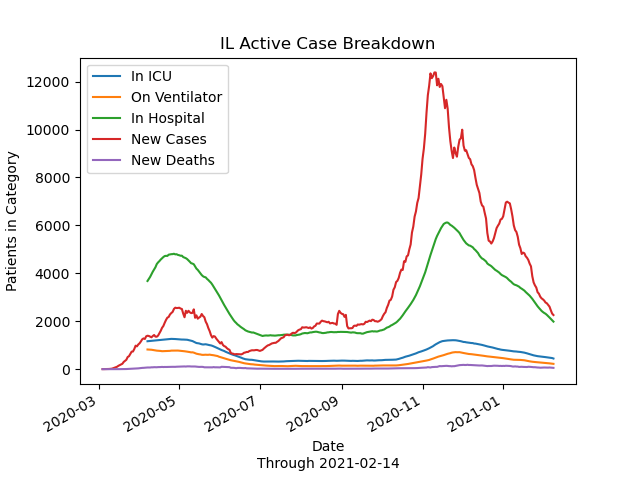 IL Active Case Breakdown
In ICU
On Ventilator
In Hospital
New Cases
New Deaths
Patients in Category
12000
10000
8000
6000
4000
2000
0
2020-03
2020-05
2020-07
2020-09
2020-11
2021-01
Date
Through 2021-02-14